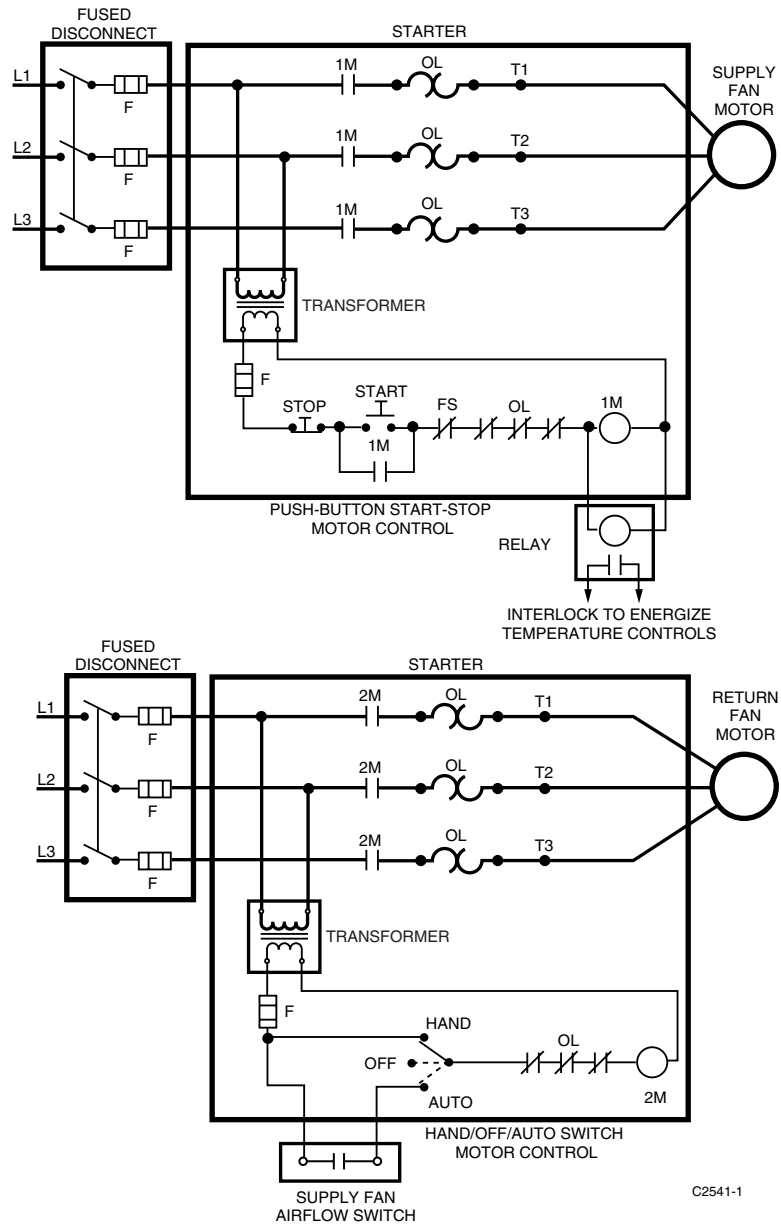 FUSED
DISCONNECT
STARTER
L1
F
1M
OL
T1
SUPPLY
FAN
MOTOR
L2
F
1M
OL
T2
L3
F
1M
OL
T3
TRANSFORMER
F
STOP
START
1M
FS
OL
1M
PUSH-BUTTON START-STOP
MOTOR CONTROL
RELAY
INTERLOCK TO ENERGIZE
TEMPERATURE CONTROLS
FUSED
DISCONNECT
STARTER
L1
F
2M
OL
T1
RETURN
FAN
MOTOR
L2
F
2M
OL
T2
L3
F
2M
OL
T3
TRANSFORMER
F
HAND
OFF
AUTO
OL
2M
HAND/OFF/AUTO SWITCH
MOTOR CONTROL
SUPPLY FAN
AIRFLOW SWITCH
C2541-1